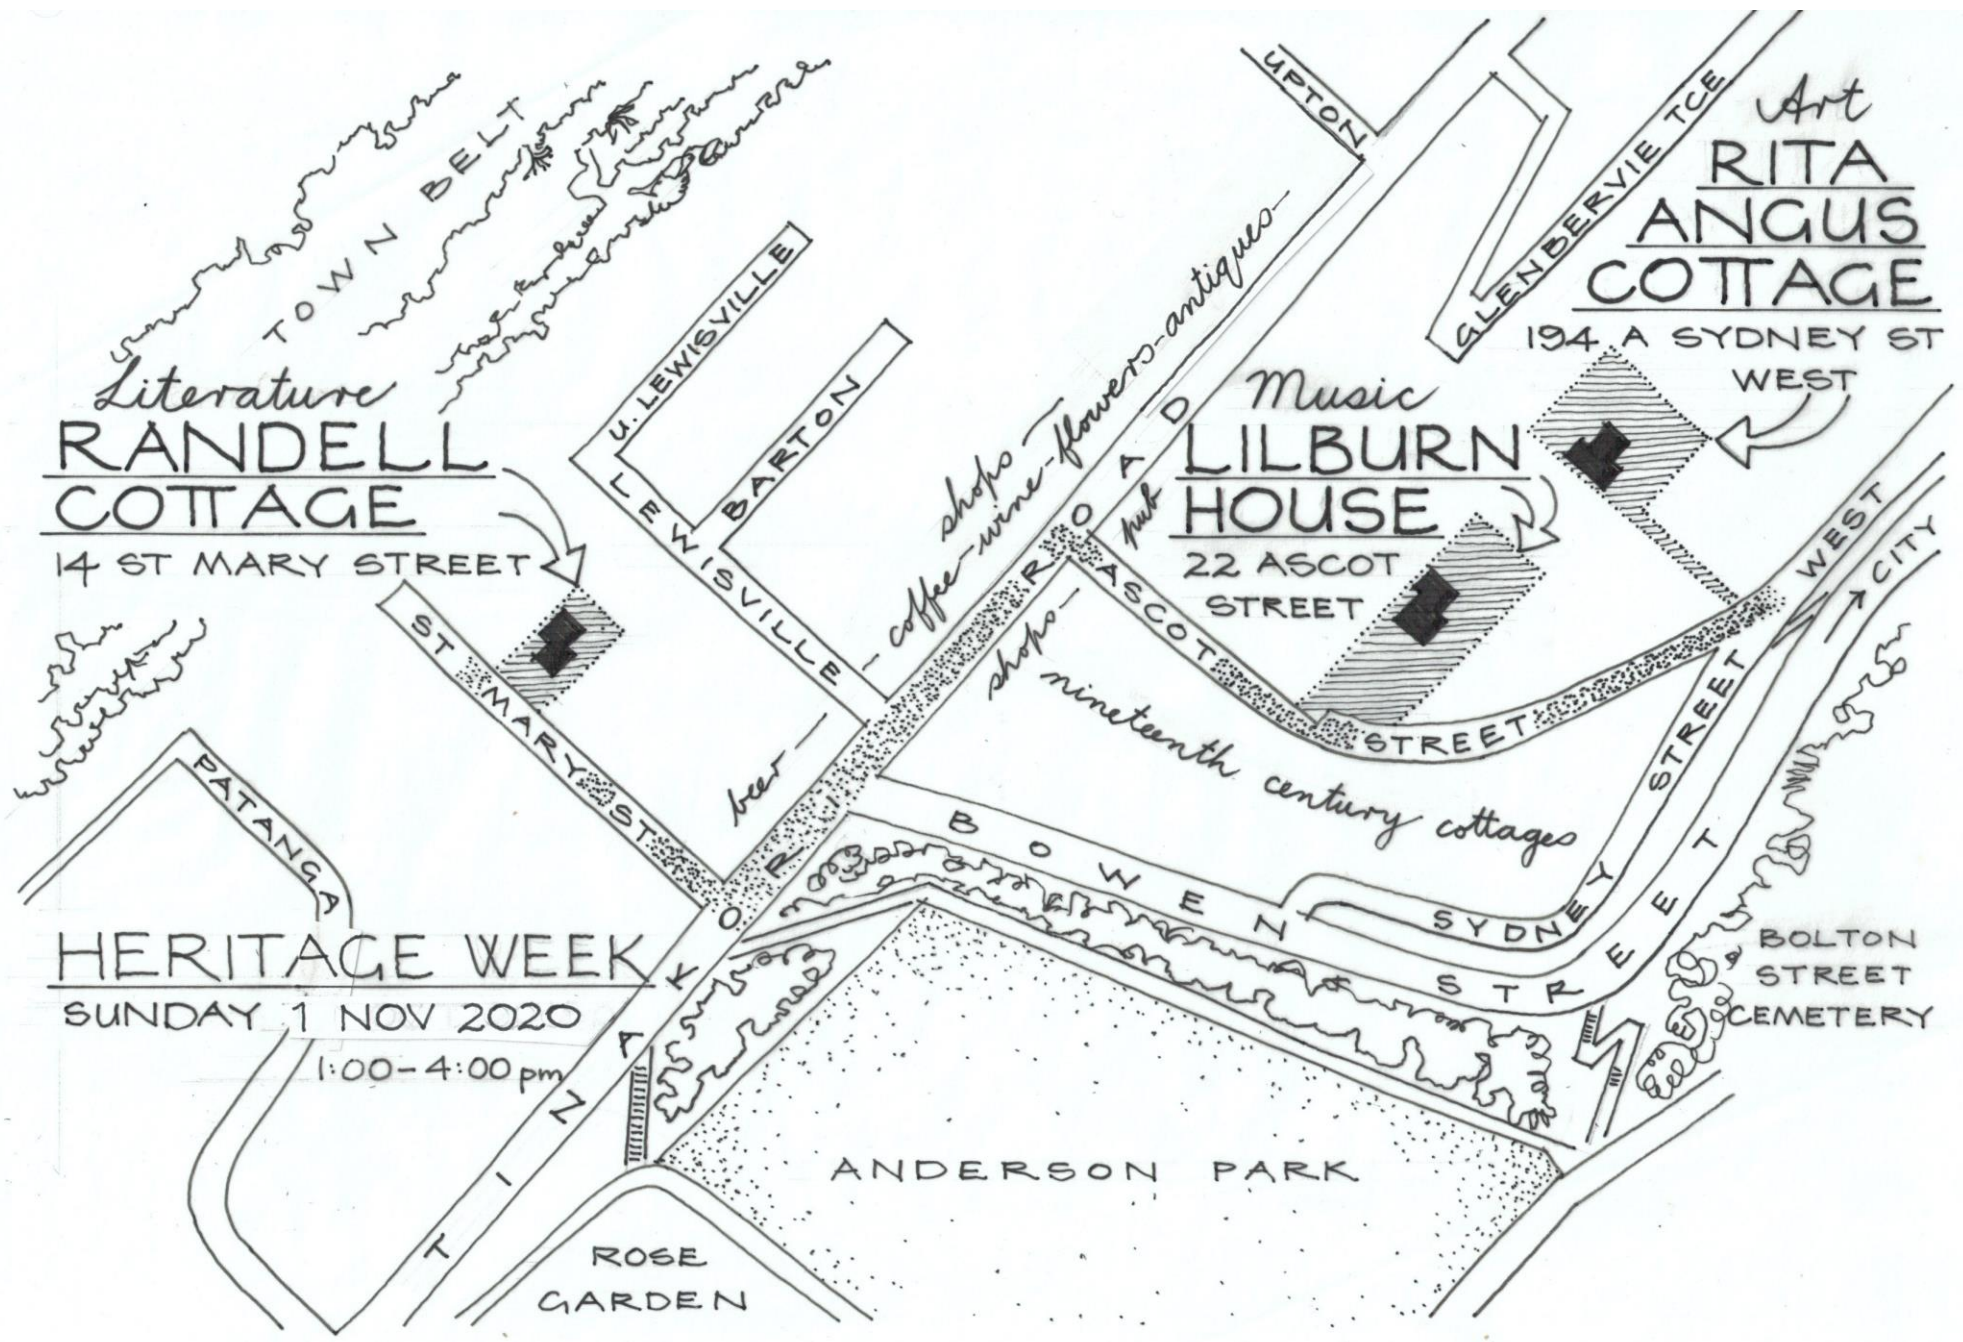 TOWN BELT
UPTON
GLENBERVIE TCE
Art
RITA
ANGUS
COTTAGE
194 A SYDNEY ST
WEST
Literature
RANDELL
COTTAGE
14 ST MARY STREET
U. LEWISVILLE
BARTON
LEWISVILLE
shops
coffee-wine-flowers-antiques-
Music
LILBURN
HOUSE
22 ASCOT
STREET
pub
ASCOT
STREET
shops-
nineteenth century cottages
beer
ST MARY ST
PATANGA
TINAKORI ROAD
BOWEN STREET
SYDNEY STREET WEST
CITY
HERITAGE WEEK
SUNDAY 1 NOV 2020
1:00-4:00 pm
BOLTON
STREET
CEMETERY
ANDERSON PARK
ROSE
GARDEN